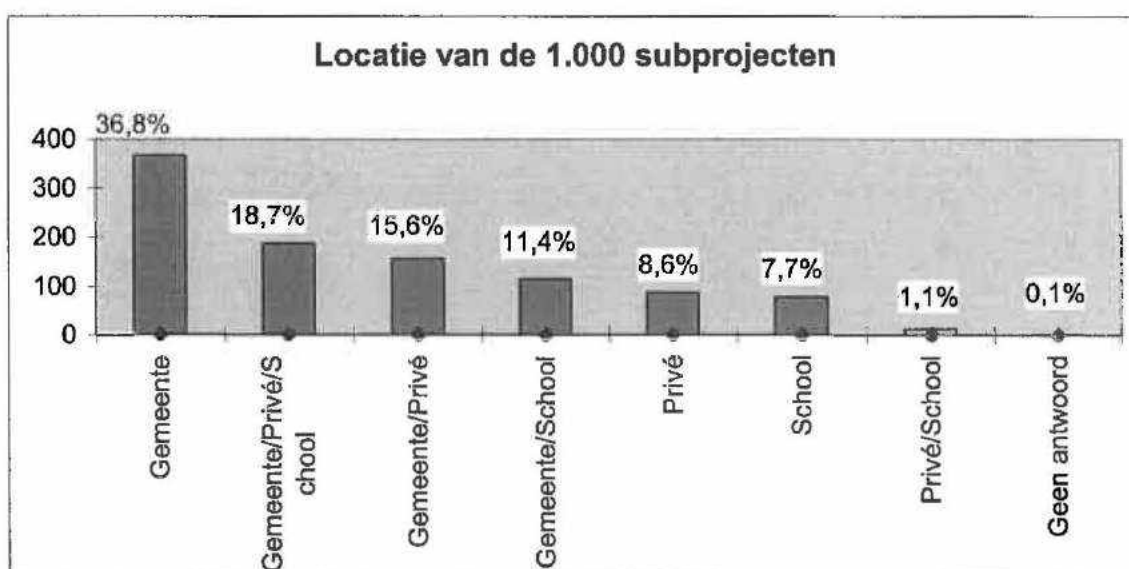 Locatie van de 1.000 subprojecten
36,8%
400
300
200
100
0
18,7%
15,6%
11,4%
8,6%
7,7%
1,1%
0,1%
Gemeente
Gemeente/Privé/S
chool
Gemeente/Privé
Gemeente/School
Privé
School
Privé/School
Geen antwoord